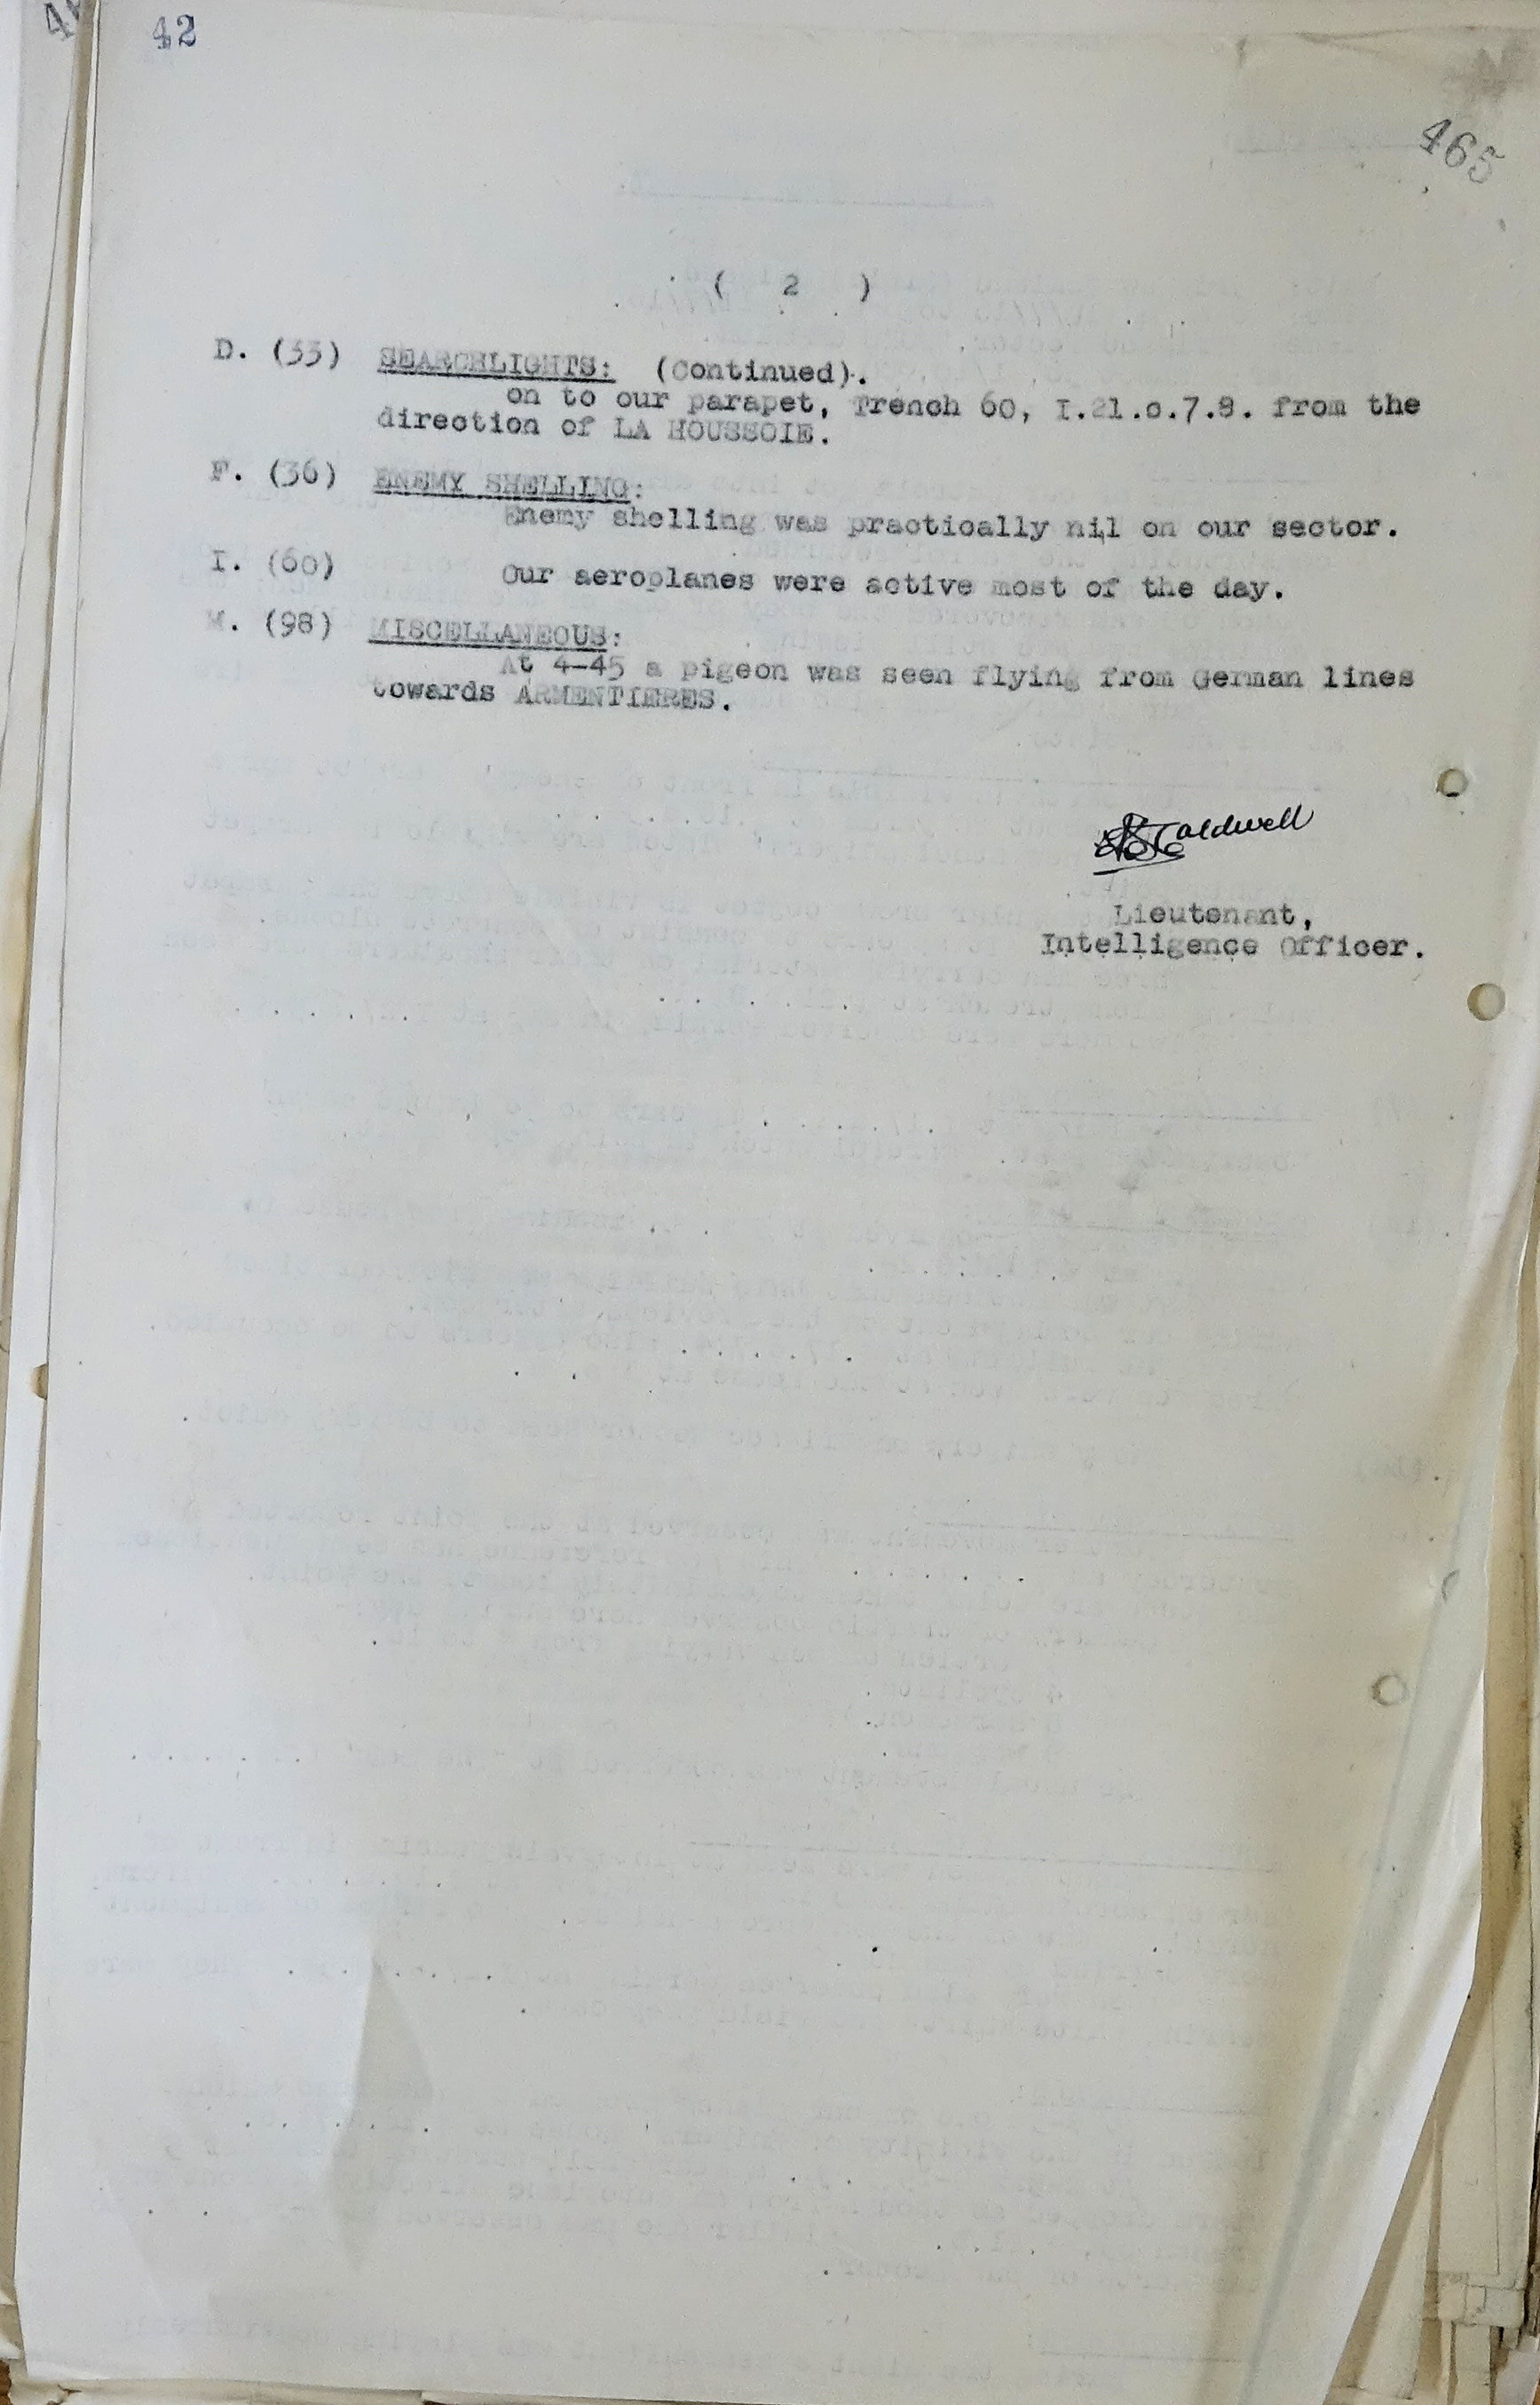 42
465
( 2 )
D. (33) SEARCHLIGHTS: (Continued).
on to our parapet, Trench 60, I.21.c.7.8. from the
direction of LA HOUSSOIE.
F. (36) ENEMY SHELLING:
Enemy shelling was practically nil on our sector.
I. (60) Our aeroplanes were active most of the day.
M. (98) MISCELLANEOUS:
At 4-45 a pigeon was seen flying from German lines
towards ARMENTIERES.
Caldwell
Lieutenant,
Intelligence Officer.